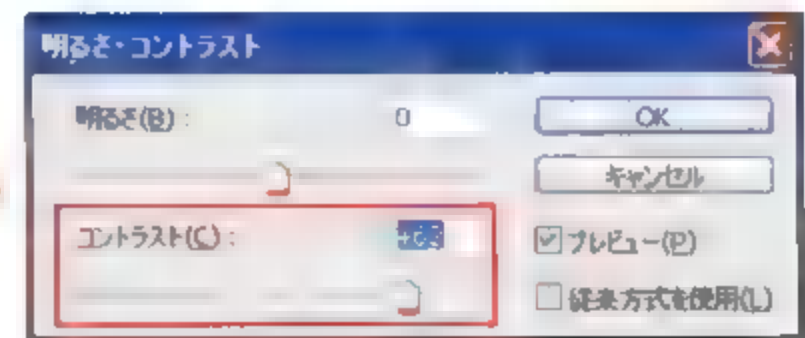 明るさ・コントラスト
明るさ(B):
0
OK
キャンセル
コントラスト(C):
プレビュー(P)
従来方式を使用(L)